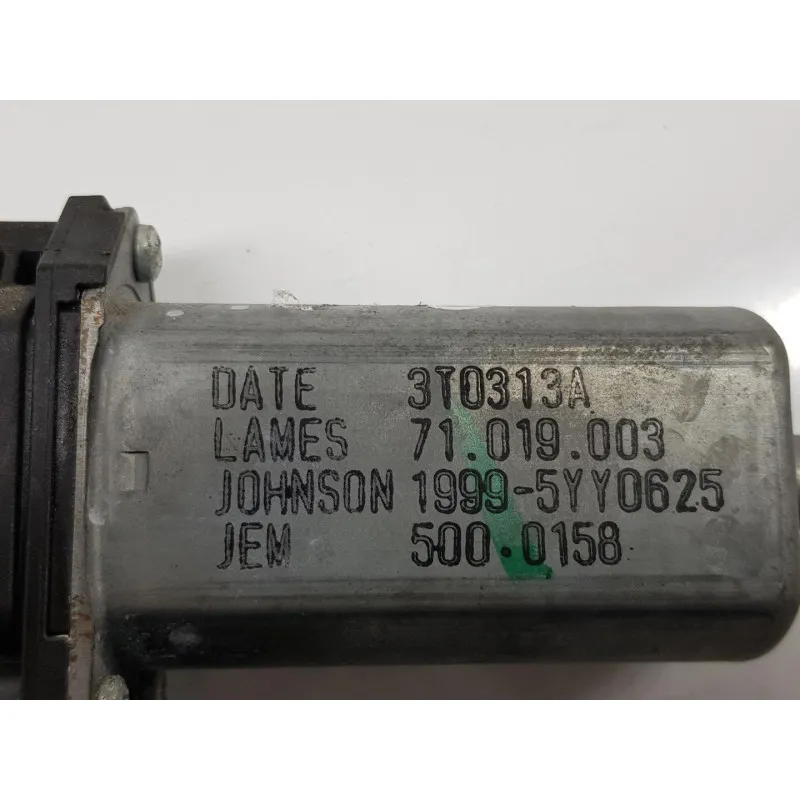 DATE 3T0313A
LAMES 71.019.003
JOHNSON 1999-5YY0625
JEM 500.0158